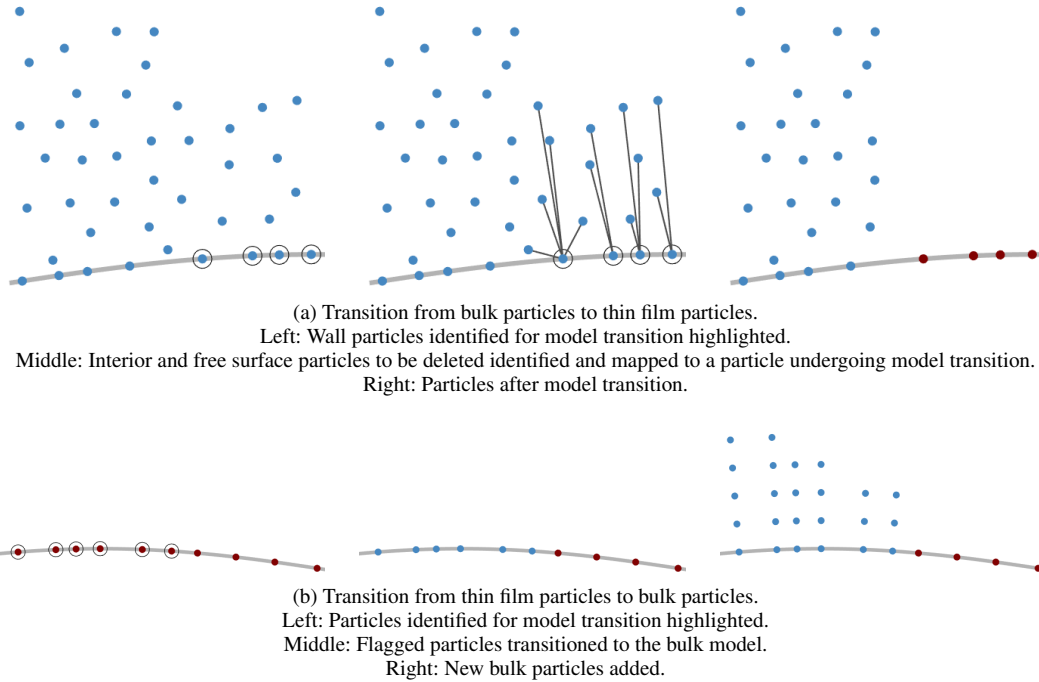 (a) Transition from bulk particles to thin film particles.
Left: Wall particles identified for model transition highlighted.
Middle: Interior and free surface particles to be deleted identified and mapped to a particle undergoing model transition.
Right: Particles after model transition.
(b) Transition from thin film particles to bulk particles.
Left: Particles identified for model transition highlighted.
Middle: Flagged particles transitioned to the bulk model.
Right: New bulk particles added.